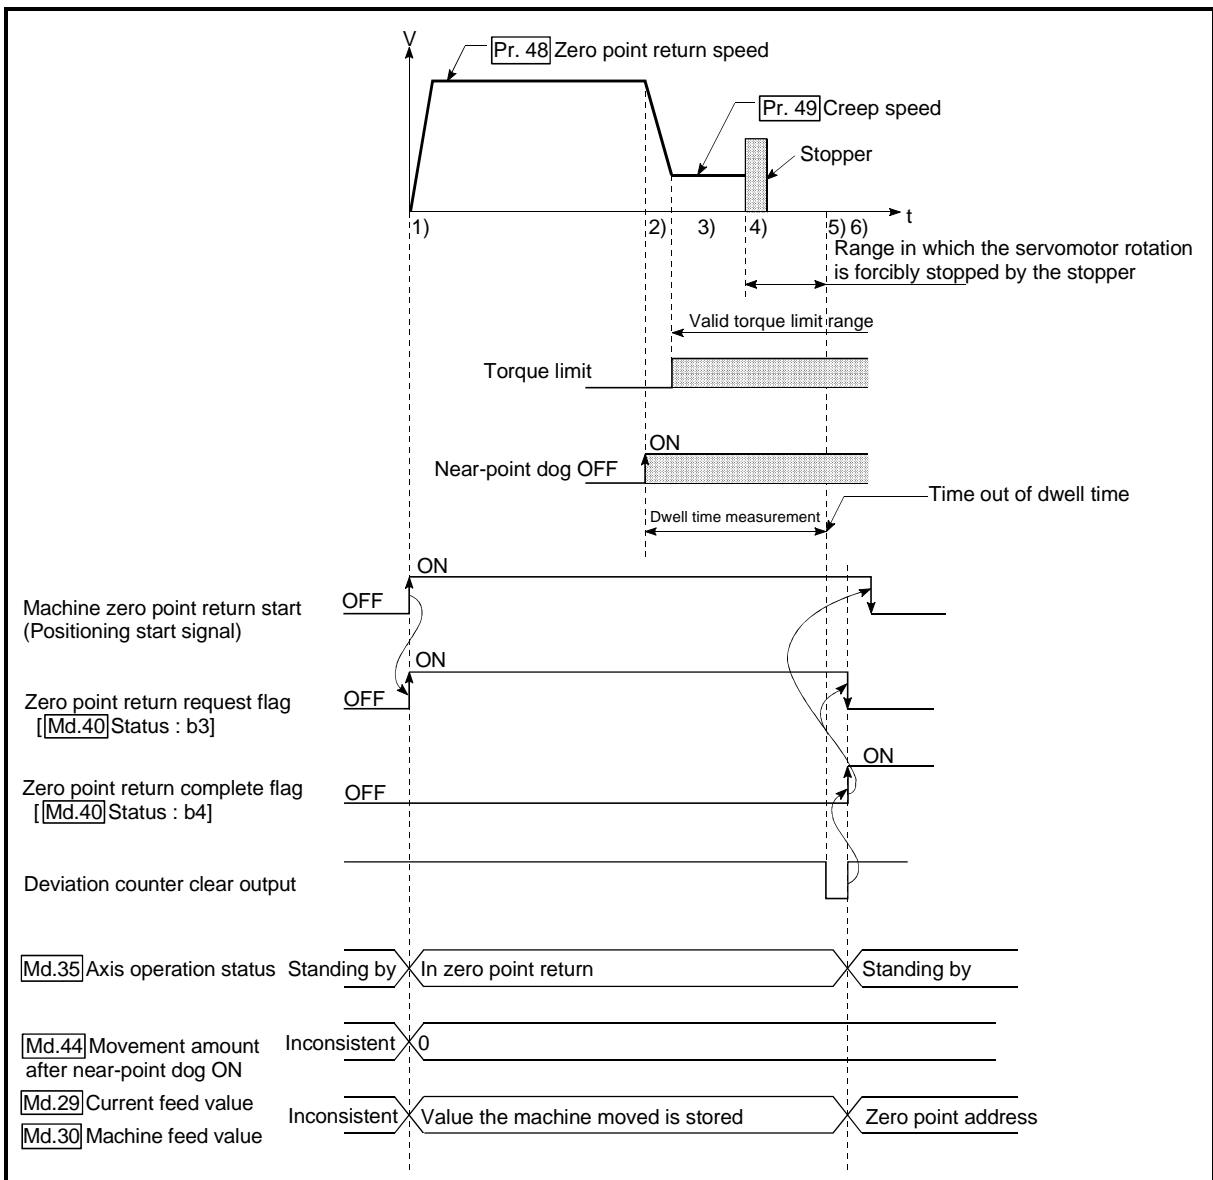 V
Pr. 48 Zero point return speed
Pr. 49 Creep speed
Stopper
t
1) 2) 3) 4) 5) 6)
Range in which the servomotor rotation
is forcibly stopped by the stopper
Valid torque limit range
Torque limit
ON
Near-point dog OFF
Time out of dwell time
Dwell time measurement
ON
Machine zero point return start OFF
(Positioning start signal)
ON
Zero point return request flag OFF
[ Md.40 Status : b3]
ON
Zero point return complete flag OFF
[ Md.40 Status : b4]
Deviation counter clear output
Md.35 Axis operation status Standing by In zero point return Standing by
Md.44 Movement amount Inconsistent 0
after near-point dog ON
Md.29 Current feed value
Inconsistent Value the machine moved is stored Zero point address
Md.30 Machine feed value